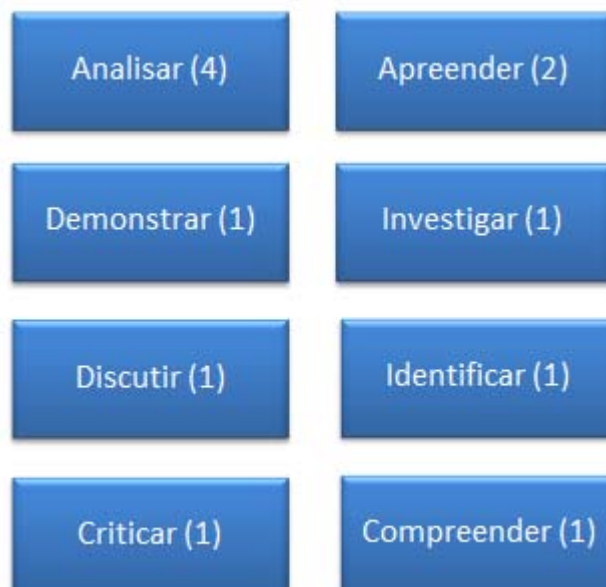 Analisar (4)
Apreender (2)
Demonstrar (1)
Investigar (1)
Discutir (1)
Identificar (1)
Criticar (1)
Compreender (1)